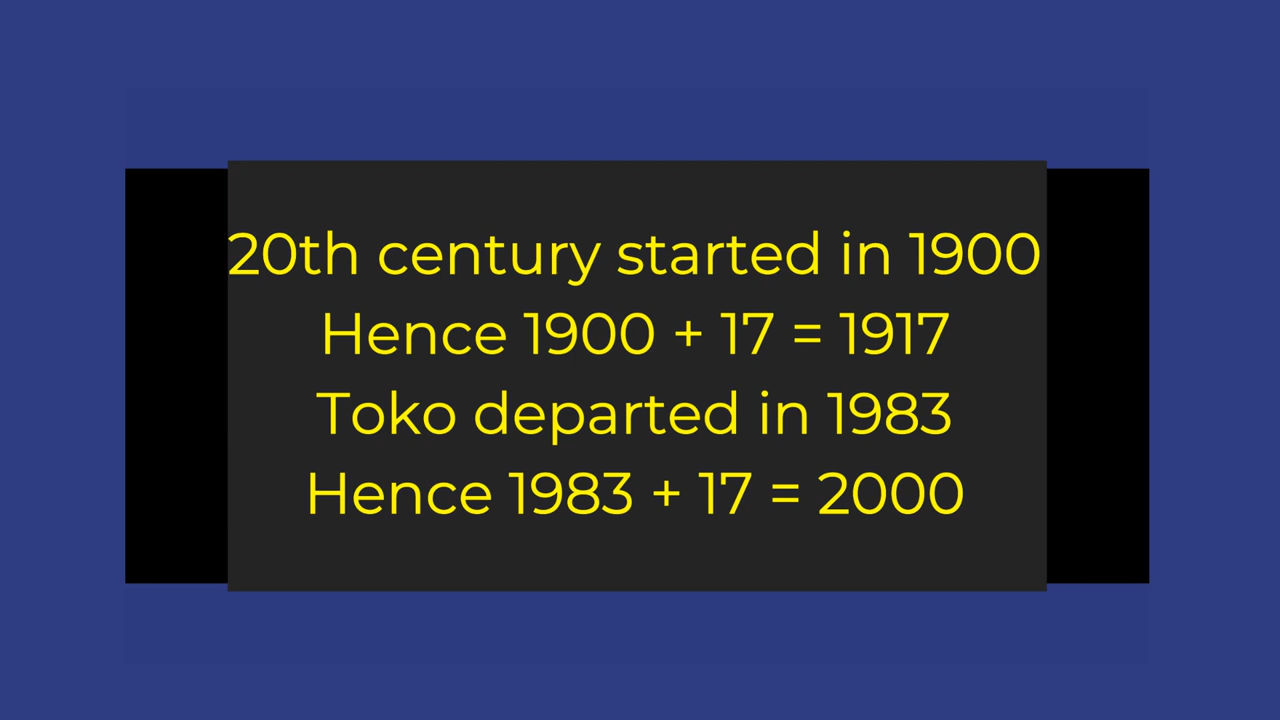 20th century started in 1900
Hence 1900 + 17 = 1917
Toko departed in 1983
Hence 1983 + 17 = 2000